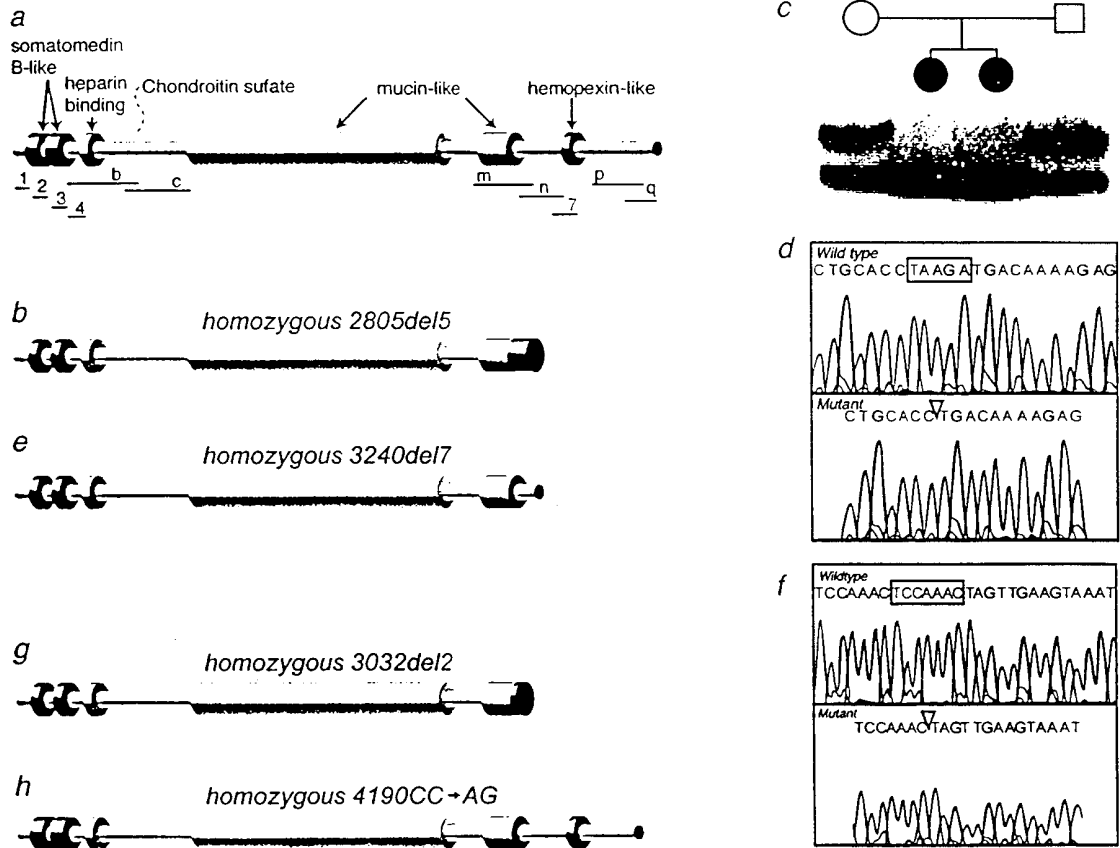 a
somatomedin
B-like
heparin
binding
Chondroitin sufate
mucin-like
hemopexin-like
1
2
3
4
b
c
m
n
7
p
q
b
homozygous 2805del5
e
homozygous 3240del7
g
homozygous 3032del2
h
homozygous 4190CC→AG
c
d
Wild type
CTGCACCTAAGATGACAAAAGAG
Mutant
CTGCACCTGACAAAAGAG
f
Wildtype
TCCAAACTCCAAACTAGTTGAAGTAAAT
Mutant
TCCAAACTAGTTGAAGTAAAT